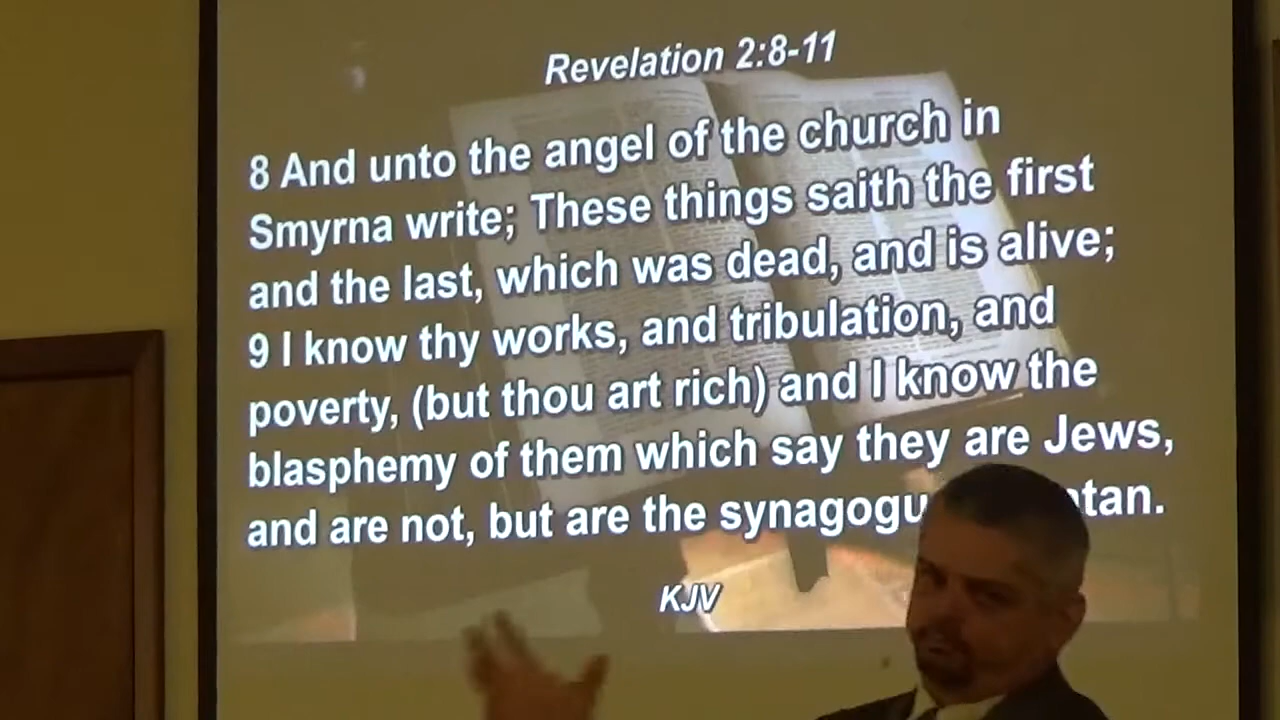 Revelation 2:8-11
8 And unto the angel of the church in
Smyrna write; These things saith the first
and the last, which was dead, and is alive;
9 I know thy works, and tribulation, and
poverty, (but thou art rich) and I know the
blasphemy of them which say they are Jews,
and are not, but are the synagogu tan.
KJV